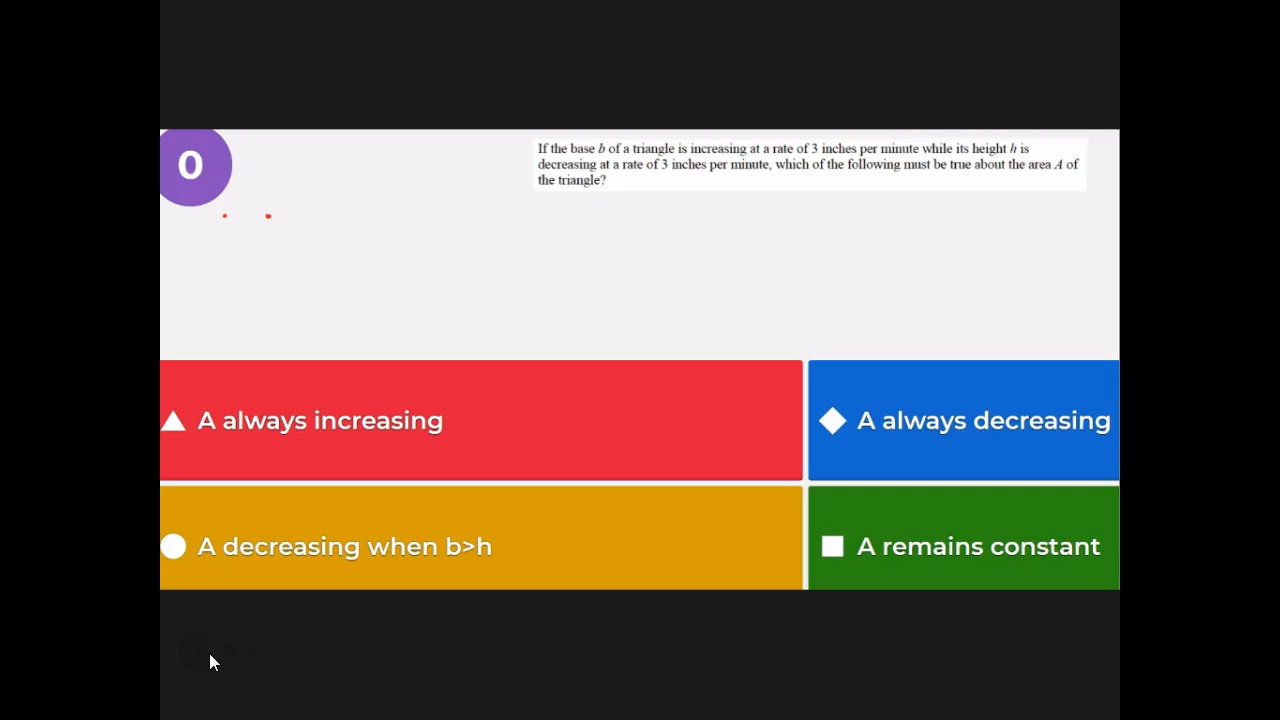 0
If the base b of a triangle is increasing at a rate of 3 inches per minute while its height h is
decreasing at a rate of 3 inches per minute, which of the following must be true about the area A of
the triangle?
A always increasing
A always decreasing
A decreasing when b>h
A remains constant